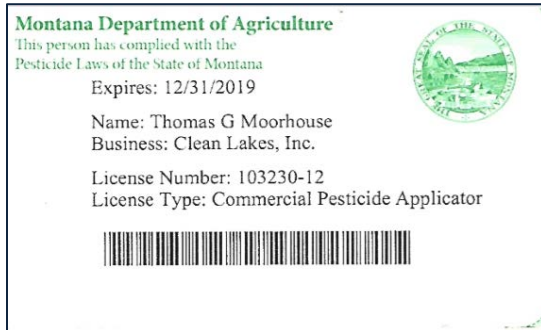 Montana Department of Agriculture
This person has complied with the
Pesticide Laws of the State of Montana
Expires: 12/31/2019
Name: Thomas G Moorhouse
Business: Clean Lakes, Inc.
License Number: 103230-12
License Type: Commercial Pesticide Applicator